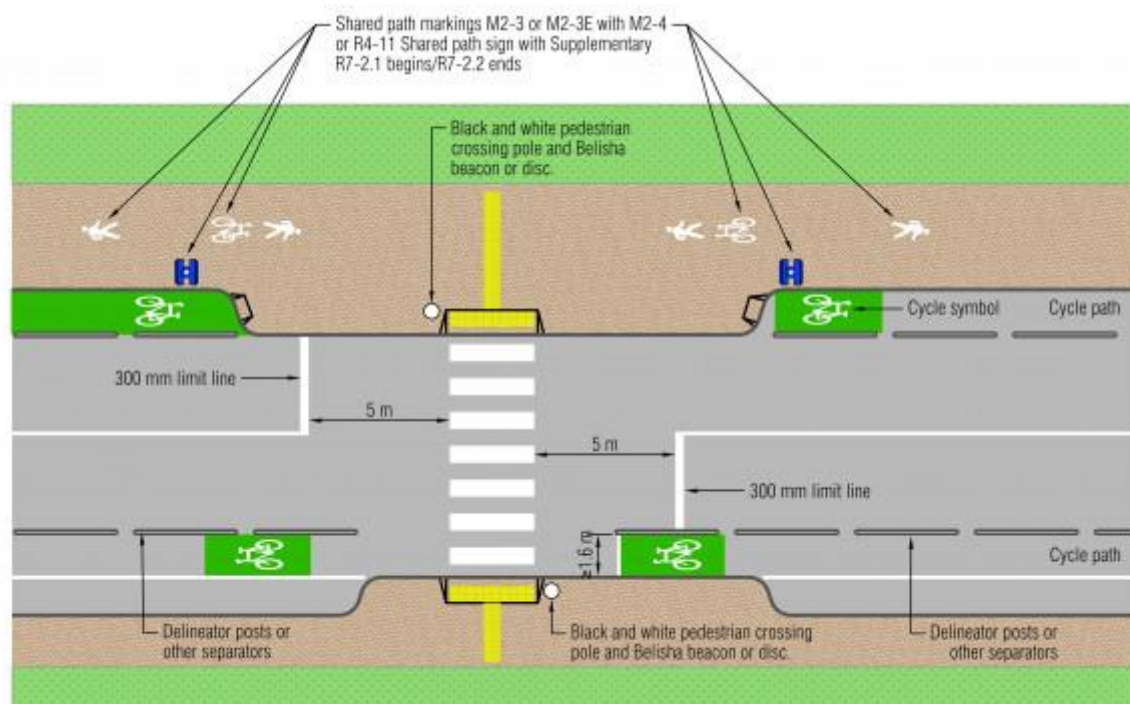 Shared path markings M2-3 or M2-3E with M2-4
or R4-11 Shared path sign with Supplementary
R7-2.1 begins/R7-2.2 ends
Black and white pedestrian
crossing pole and Belisha
beacon or disc.
Cycle symbol
Cycle path
300 mm limit line
5 m
5 m
300 mm limit line
≥1.6 m
Cycle path
Delineator posts or
other separators
Black and white pedestrian crossing
pole and Belisha beacon or disc.
Delineator posts or
other separators